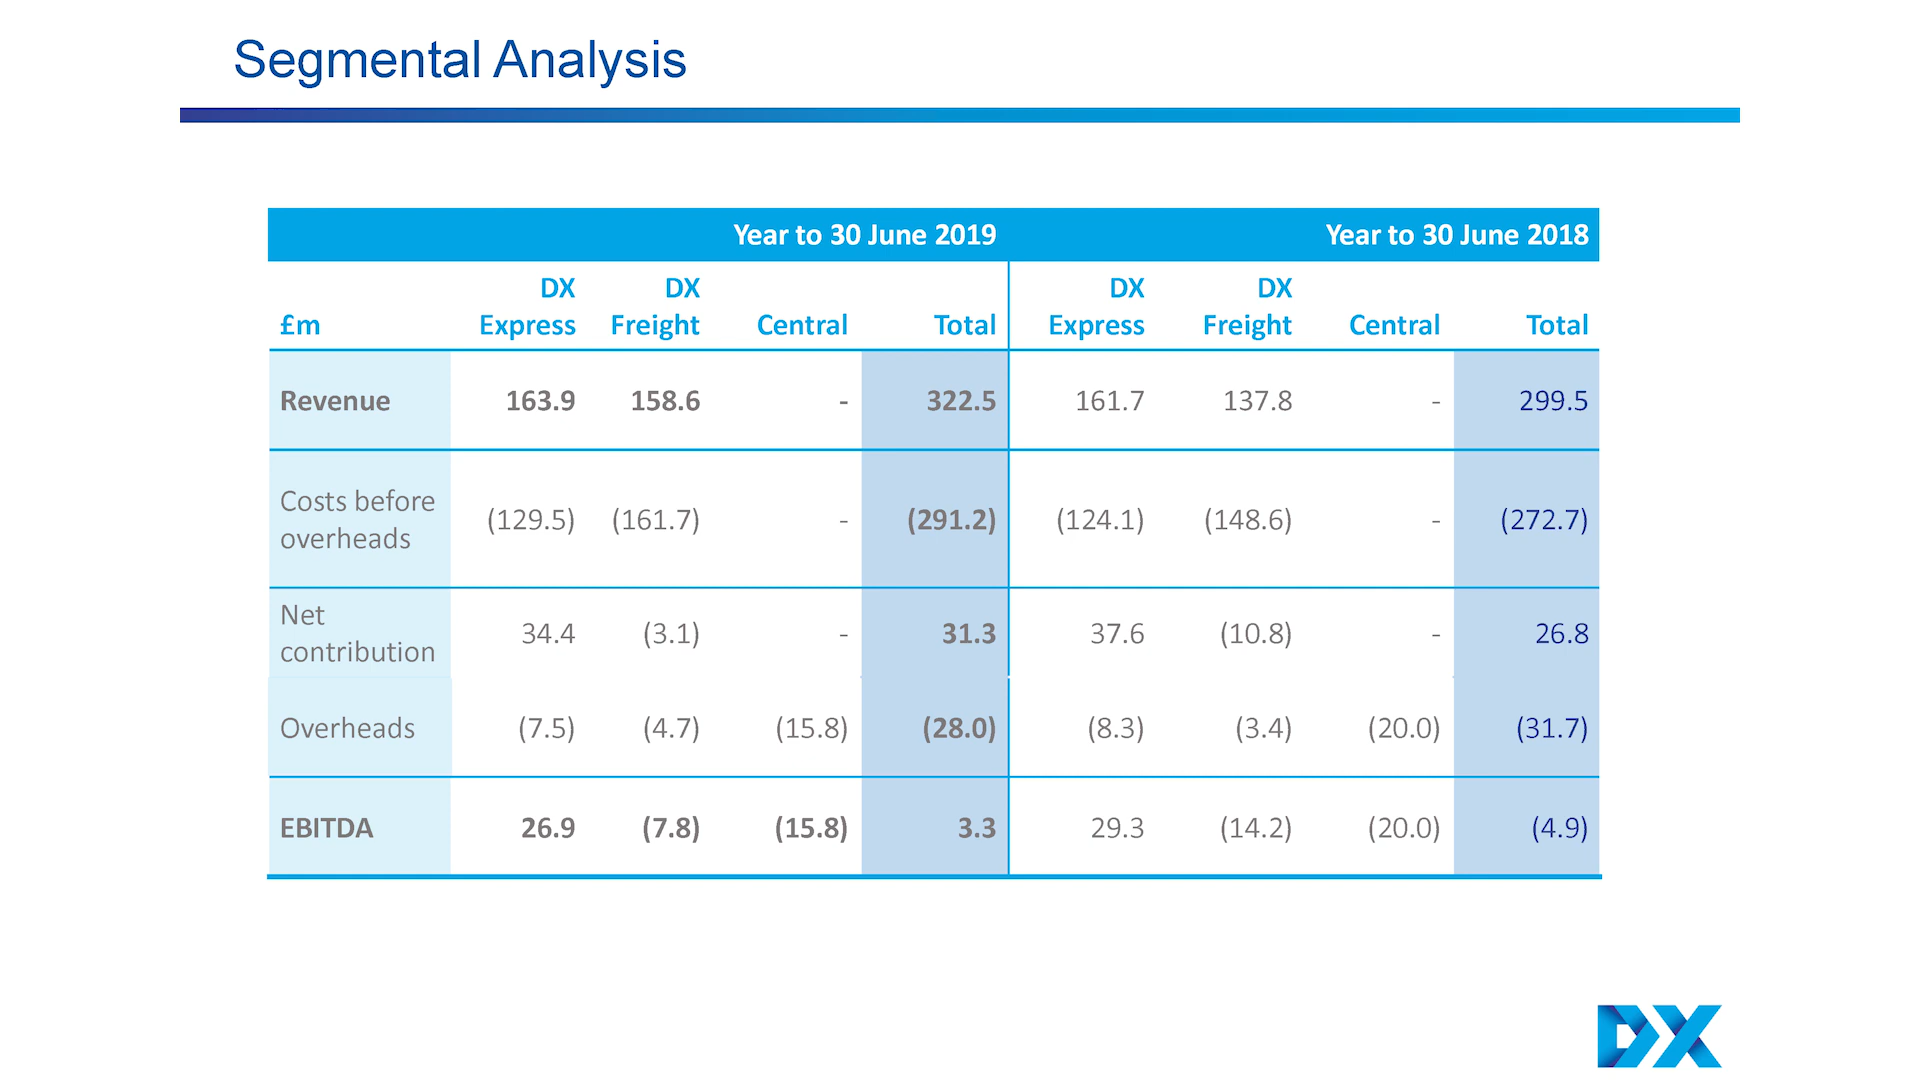 Segmental Analysis
Year to 30 June 2019 Year to 30 June 2018
DX DX DX DX
£m Express Freight Central Total Express Freight Central Total
Revenue 163.9 158.6 - 322.5 161.7 137.8 - 299.5
Costs before
overheads (129.5) (161.7) - (291.2) (124.1) (148.6) - (272.7)
Net
contribution 34.4 (3.1) - 31.3 37.6 (10.8) - 26.8
Overheads (7.5) (4.7) (15.8) (28.0) (8.3) (3.4) (20.0) (31.7)
EBITDA 26.9 (7.8) (15.8) 3.3 29.3 (14.2) (20.0) (4.9)
DX